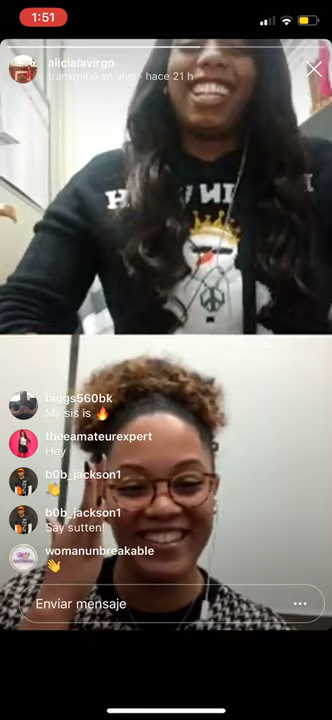 1:51
alicialavirgo
transmitió en vivo · hace 21 h
biggs560bk
My sis is 🔥
theeamateurexpert
Hey
b0b_jackson1
👋
b0b_jackson1
Say sutten!
womanunbreakable
👋
Enviar mensaje